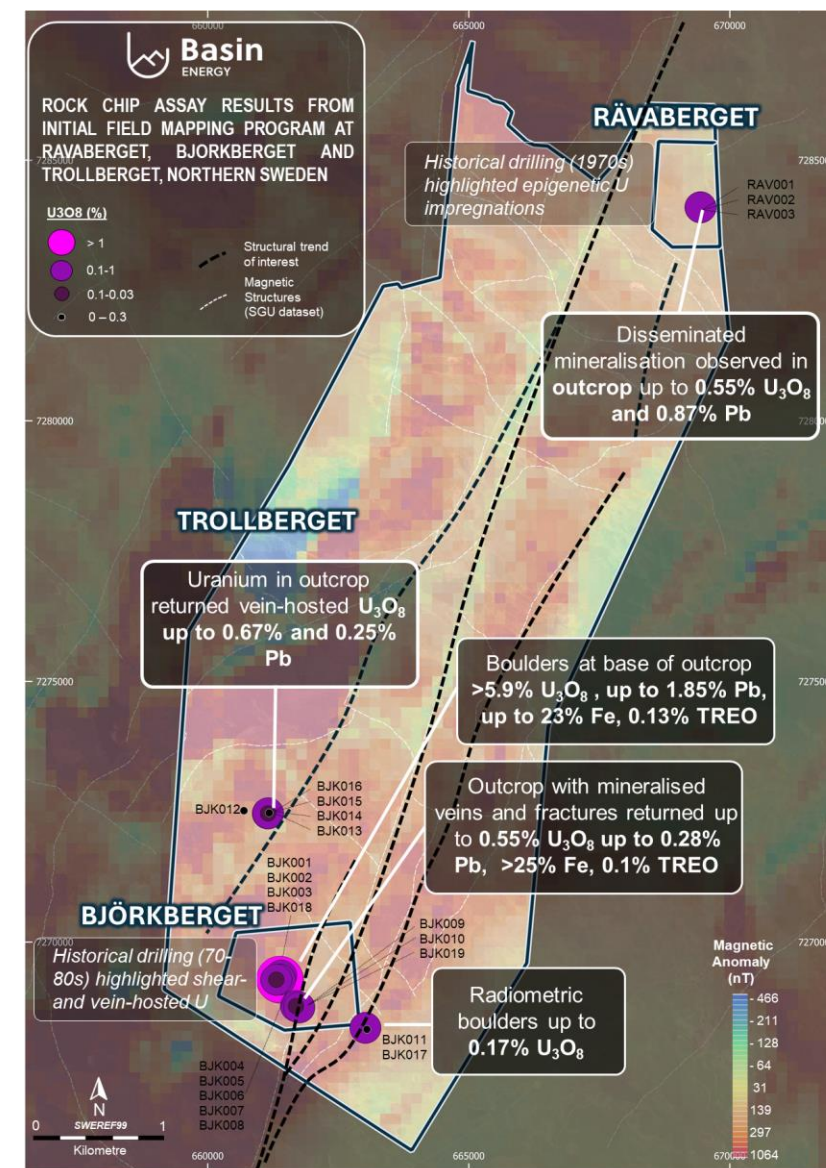 660000
665000
670000
Basin
ENERGY
ROCK CHIP ASSAY RESULTS FROM
INITIAL FIELD MAPPING PROGRAM AT
RAVABERGET, BJORKBERGET AND
TROLLBERGET, NORTHERN SWEDEN
U3O8 (%)
> 1
0.1-1
0.1-0.03
0 – 0.3
Structural trend
of interest
Magnetic
Structures
(SGU dataset)
7285000
7285000
RÄVABERGET
Historical drilling (1970s)
highlighted epigenetic U
impregnations
RAV001
RAV002
RAV003
Disseminated
mineralisation observed in
outcrop up to 0.55% U₃O₈
and 0.87% Pb
7280000
7280000
TROLLBERGET
Uranium in outcrop
returned vein-hosted U₃O₈
up to 0.67% and 0.25%
Pb
7275000
7275000
Boulders at base of outcrop
>5.9% U₃O₈ , up to 1.85% Pb,
up to 23% Fe, 0.13% TREO
Outcrop with mineralised
veins and fractures returned up
to 0.55% U₃O₈ up to 0.28%
Pb, >25% Fe, 0.1% TREO
BJK012
BJK016
BJK015
BJK014
BJK013
BJK001
BJK002
BJK003
BJK018
BJÖRKBERGET
BJK009
BJK010
BJK019
7270000
7270000
Historical drilling (70-
80s) highlighted shear-
and vein-hosted U
Radiometric
boulders up to
0.17% U₃O₈
BJK011
BJK017
BJK004
BJK005
BJK006
BJK007
BJK008
Magnetic
Anomaly
(nT)
- 466
- 211
- 128
- 64
31
139
297
1064
N
SWEREF99
0
1
Kilometre
660000
665000
670000